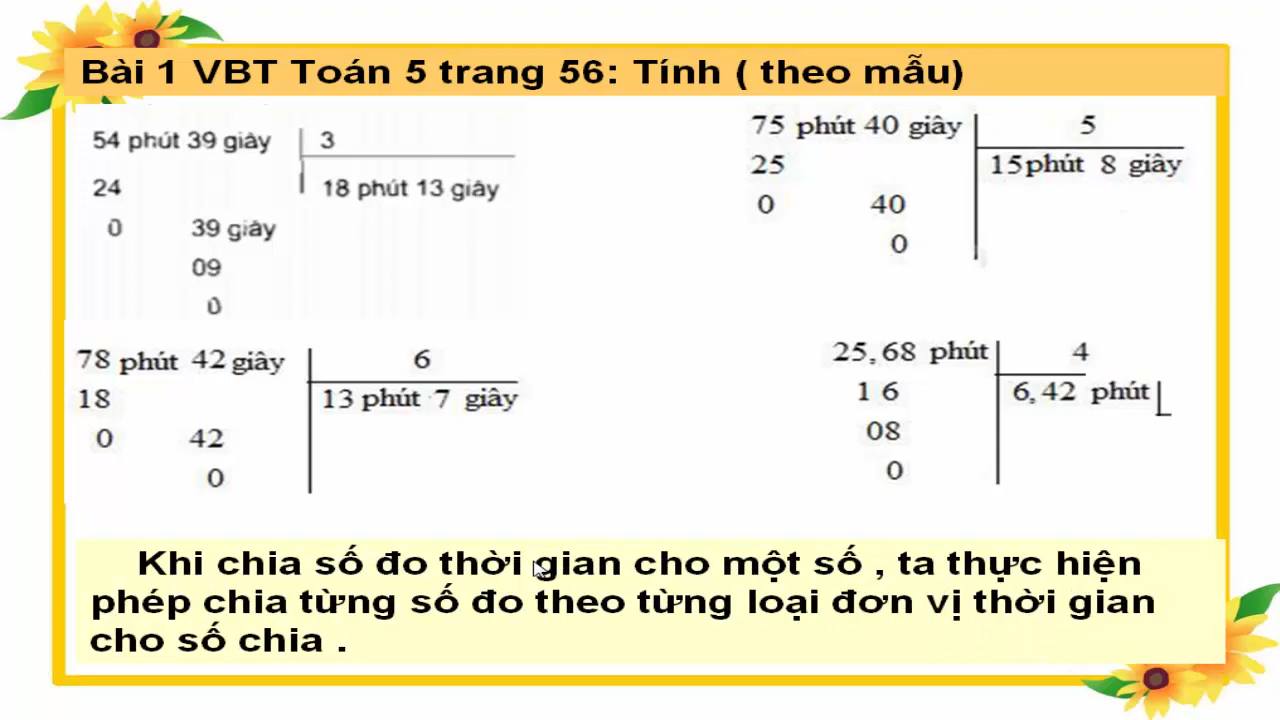 Bài 1 VBT Toán 5 trang 56: Tính ( theo mẫu)
54 phút 39 giây 3
24 18 phút 13 giây
0 39 giây
09
0
75 phút 40 giây 5
25 15 phút 8 giây
0 40
0
78 phút 42 giây 6
18 13 phút 7 giây
0 42
0
25,68 phút 4
1 6 6,42 phút
08
0
Khi chia số đo thời gian cho một số , ta thực hiện
phép chia từng số đo theo từng loại đơn vị thời gian
cho số chia .